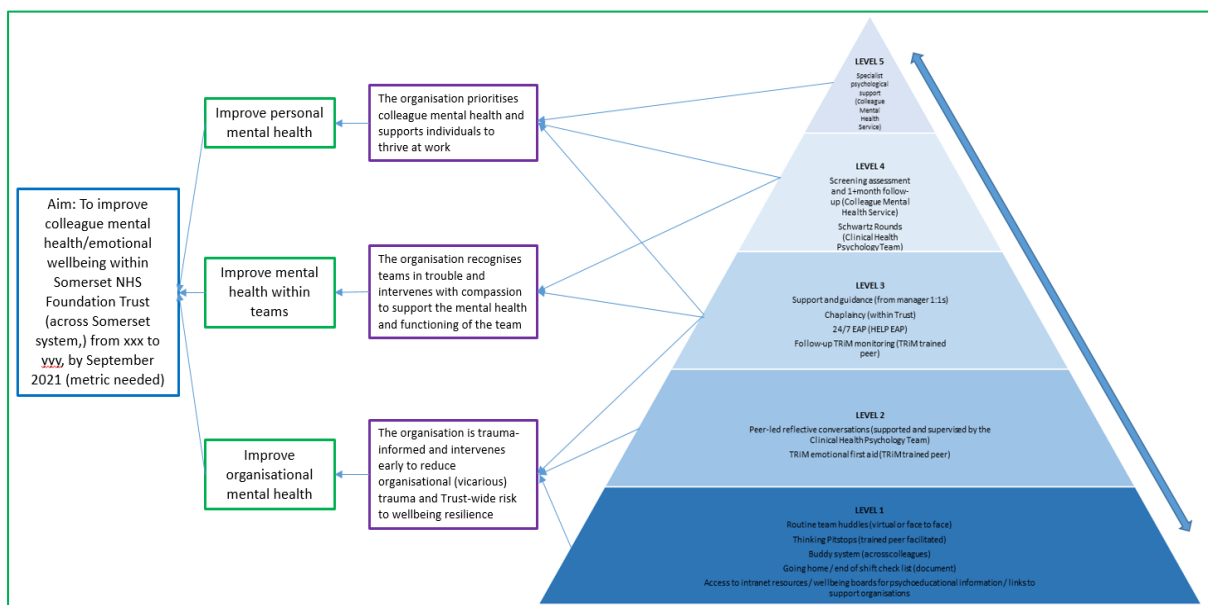 Aim: To improve
colleague mental
health/emotional
wellbeing within
Somerset NHS
Foundation Trust
(across Somerset
system,) from xxx to
yyy, by September
2021 (metric needed)
Improve personal
mental health
Improve mental
health within
teams
Improve
organisational
mental health
The organisation prioritises
colleague mental health and
supports individuals to
thrive at work
The organisation recognises
teams in trouble and
intervenes with compassion
to support the mental health
and functioning of the team
The organisation is trauma-
informed and intervenes
early to reduce
organisational (vicarious)
trauma and Trust-wide risk
to wellbeing resilience
LEVEL 5
Specialist
psychological
support
(Colleague
Mental
Health
Service)
LEVEL 4
Screening assessment
and 1+month follow-
up (Colleague Mental
Health Service)
Schwartz Rounds
(Clinical Health
Psychology Team)
LEVEL 3
Support and guidance (from manager 1:1s)
Chaplaincy (within Trust)
24/7 EAP (HELP EAP)
Follow-up TRiM monitoring (TRiM trained
peer)
LEVEL 2
Peer-led reflective conversations (supported and supervised by the
Clinical Health Psychology Team)
TRiM emotional first aid (TRiM trained peer)
LEVEL 1
Routine team huddles (virtual or face to face)
Thinking Pitstops (trained peer facilitated)
Buddy system (across colleagues)
Going home / end of shift check list (document)
Access to intranet resources / wellbeing boards for psychoeducational information / links to
support organisations